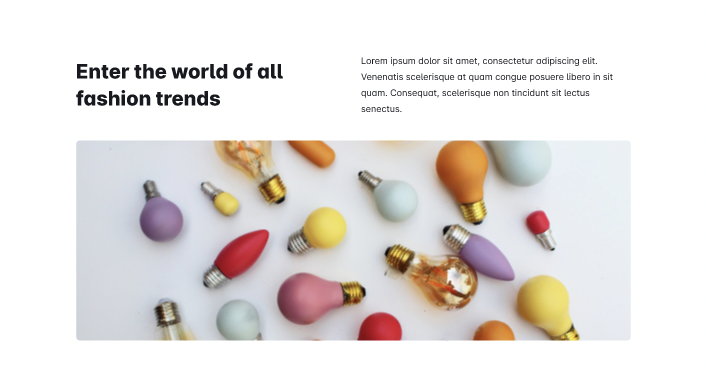 Enter the world of all
fashion trends
Lorem ipsum dolor sit amet, consectetur adipiscing elit.
Venenatis scelerisque at quam congue posuere libero in sit
quam. Consequat, scelerisque non tincidunt sit lectus
senectus.